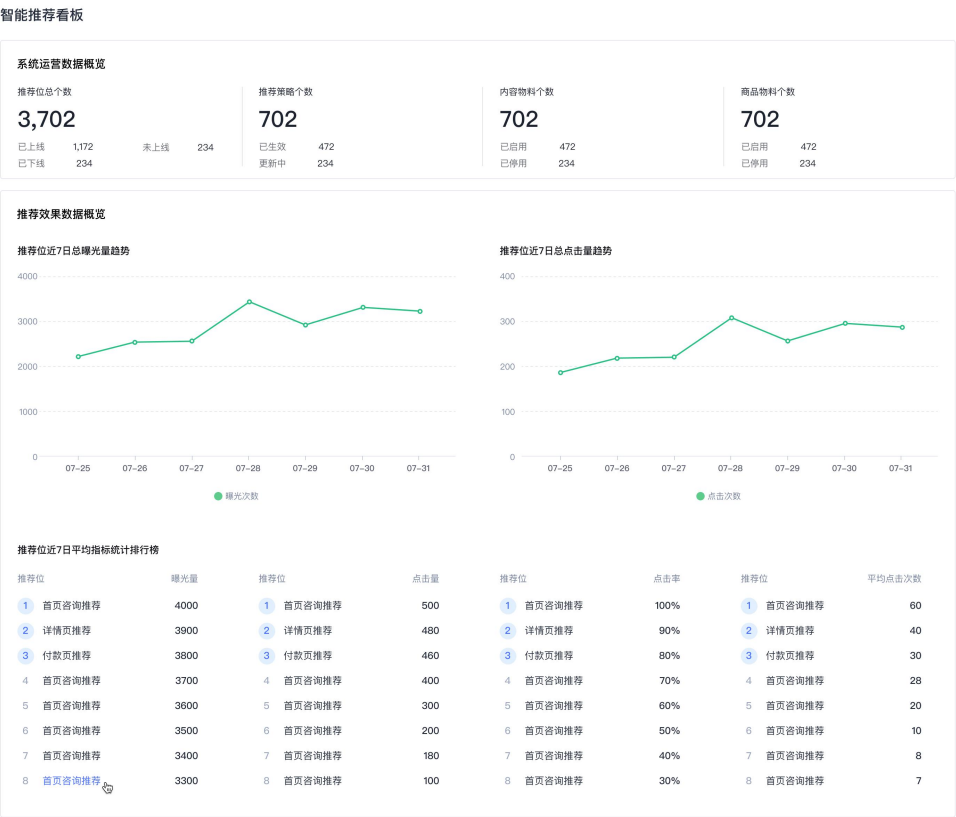 智能推荐看板
系统运营数据概览
推荐位总个数
3,702
已上线 1,172 未上线 234
已下线 234
推荐策略个数
702
已生效 472
更新中 234
内容物料个数
702
已启用 472
已停用 234
商品物料个数
702
已启用 472
已停用 234
推荐效果数据概览
推荐位近7日总曝光量趋势
4000
3000
2000
1000
0
07-25 07-26 07-27 07-28 07-29 07-30 07-31
曝光次数
推荐位近7日总点击量趋势
400
300
200
100
0
07-25 07-26 07-27 07-28 07-29 07-30 07-31
点击次数
推荐位近7日平均指标统计排行榜
推荐位 曝光量
1 首页咨询推荐 4000
2 详情页推荐 3900
3 付款页推荐 3800
4 首页咨询推荐 3700
5 首页咨询推荐 3600
6 首页咨询推荐 3500
7 首页咨询推荐 3400
8 首页咨询推荐 3300
推荐位 点击量
1 首页咨询推荐 500
2 详情页推荐 480
3 付款页推荐 460
4 首页咨询推荐 400
5 首页咨询推荐 300
6 首页咨询推荐 200
7 首页咨询推荐 180
8 首页咨询推荐 100
推荐位 点击率
1 首页咨询推荐 100%
2 详情页推荐 90%
3 付款页推荐 80%
4 首页咨询推荐 70%
5 首页咨询推荐 60%
6 首页咨询推荐 50%
7 首页咨询推荐 40%
8 首页咨询推荐 30%
推荐位 平均点击次数
1 首页咨询推荐 60
2 详情页推荐 40
3 付款页推荐 30
4 首页咨询推荐 28
5 首页咨询推荐 20
6 首页咨询推荐 10
7 首页咨询推荐 8
8 首页咨询推荐 7